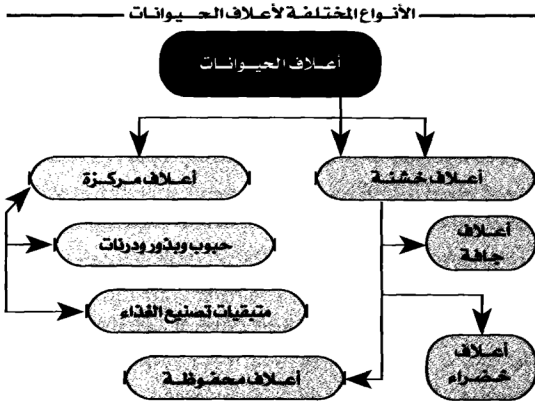 الأنواع المختلفة لأعلاف الحيوانات
أعلاف الحيوانات
أعلاف خشنة
أعلاف مركزة
أعلاف
جافة
حبوب وبذور ودرنات
متبقيات تصنيع الغذاء
أعلاف
خضراء
أعلاف محفوظة